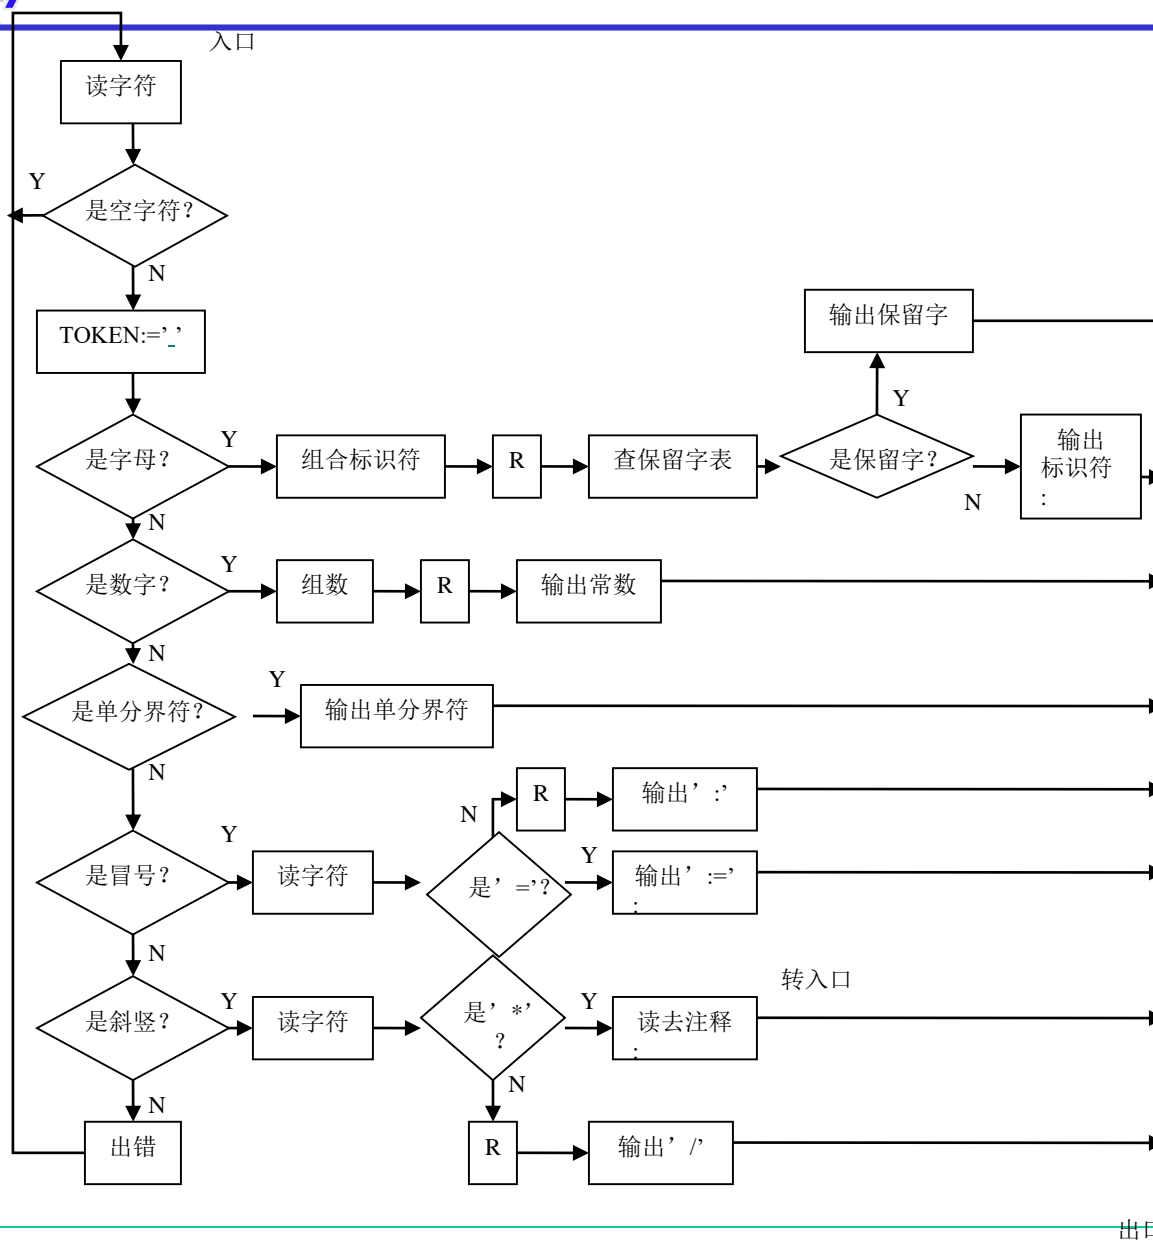 入口
读字符
Y
是空字符？
N
TOKEN:=’ ’
输出保留字
Y
是字母？
Y
组合标识符
R
查保留字表
是保留字？
N
输出
标识符
:
N
是数字？
Y
组数
R
输出常数
N
是单分界符？
Y
输出单分界符
N
N
R
输出’ :’
是冒号？
Y
读字符
是’ =’？
Y
输出’ :=’
:
N
转入口
是斜竖？
Y
读字符
是’ *’
？
Y
读去注释
:
N
N
出错
R
输出’ /’